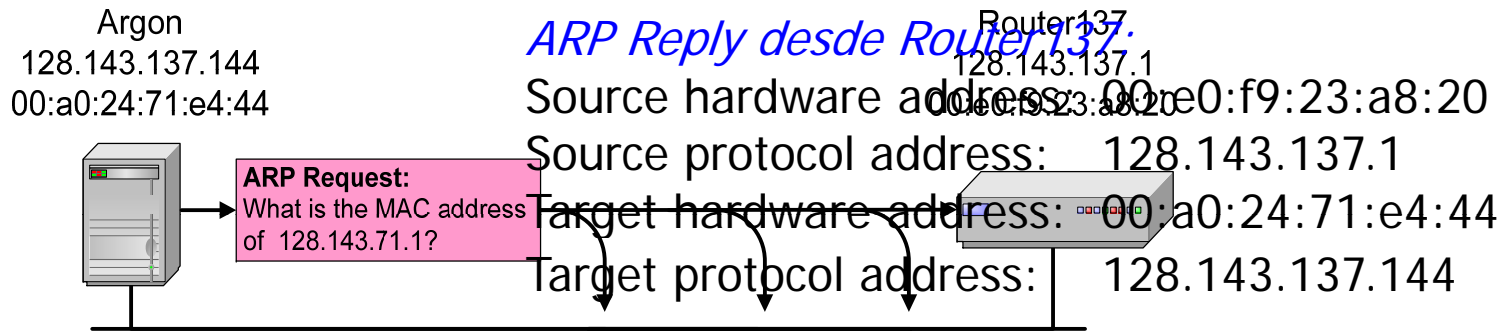 Argon
128.143.137.144
00:a0:24:71:e4:44
ARP Request:
What is the MAC address
of 128.143.71.1?
Router137
128.143.137.1
00:e0:f9:23:a8:20
ARP Reply desde Router137:
Source hardware address: 00:e0:f9:23:a8:20
Source protocol address: 128.143.137.1
Target hardware address: 00:a0:24:71:e4:44
Target protocol address: 128.143.137.144